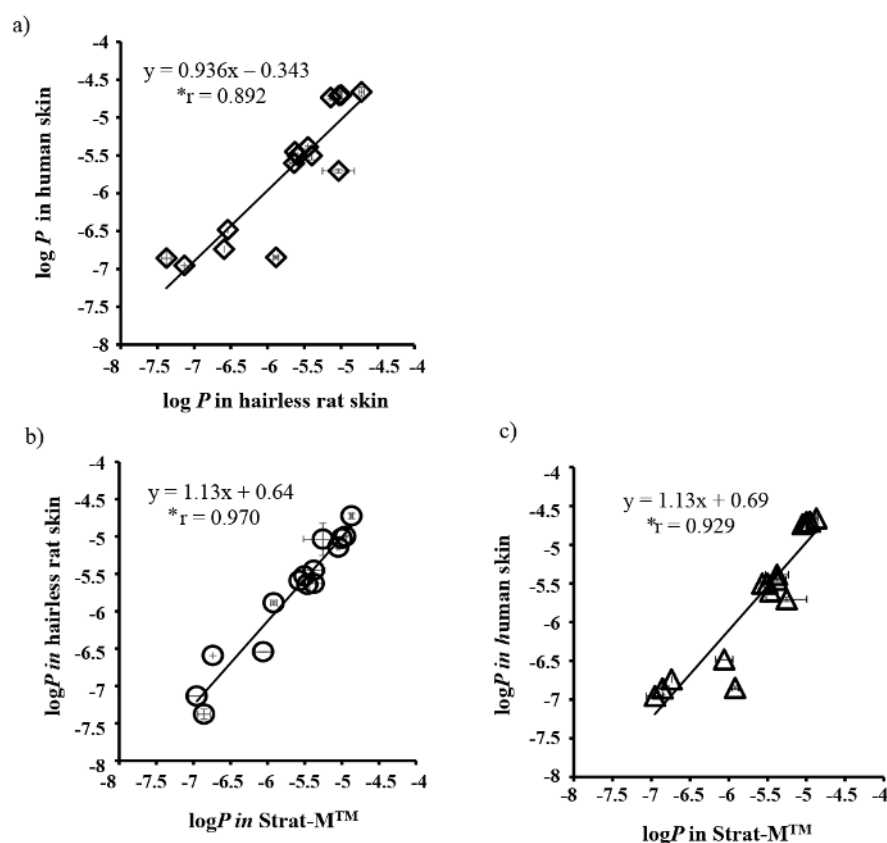 a)
y = 0.936x – 0.343
*r = 0.892
log P in human skin
-4
-4.5
-5
-5.5
-6
-6.5
-7
-7.5
-8
-8 -7.5 -7 -6.5 -6 -5.5 -5 -4.5 -4
log P in hairless rat skin
b)
y = 1.13x + 0.64
*r = 0.970
logP in hairless rat skin
-4
-4.5
-5
-5.5
-6
-6.5
-7
-7.5
-8
-8 -7.5 -7 -6.5 -6 -5.5 -5 -4.5 -4
logP in Strat-M™
c)
y = 1.13x + 0.69
*r = 0.929
logP in human skin
-4
-4.5
-5
-5.5
-6
-6.5
-7
-7.5
-8
-8 -7.5 -7 -6.5 -6 -5.5 -5 -4.5 -4
logP in Strat-M™